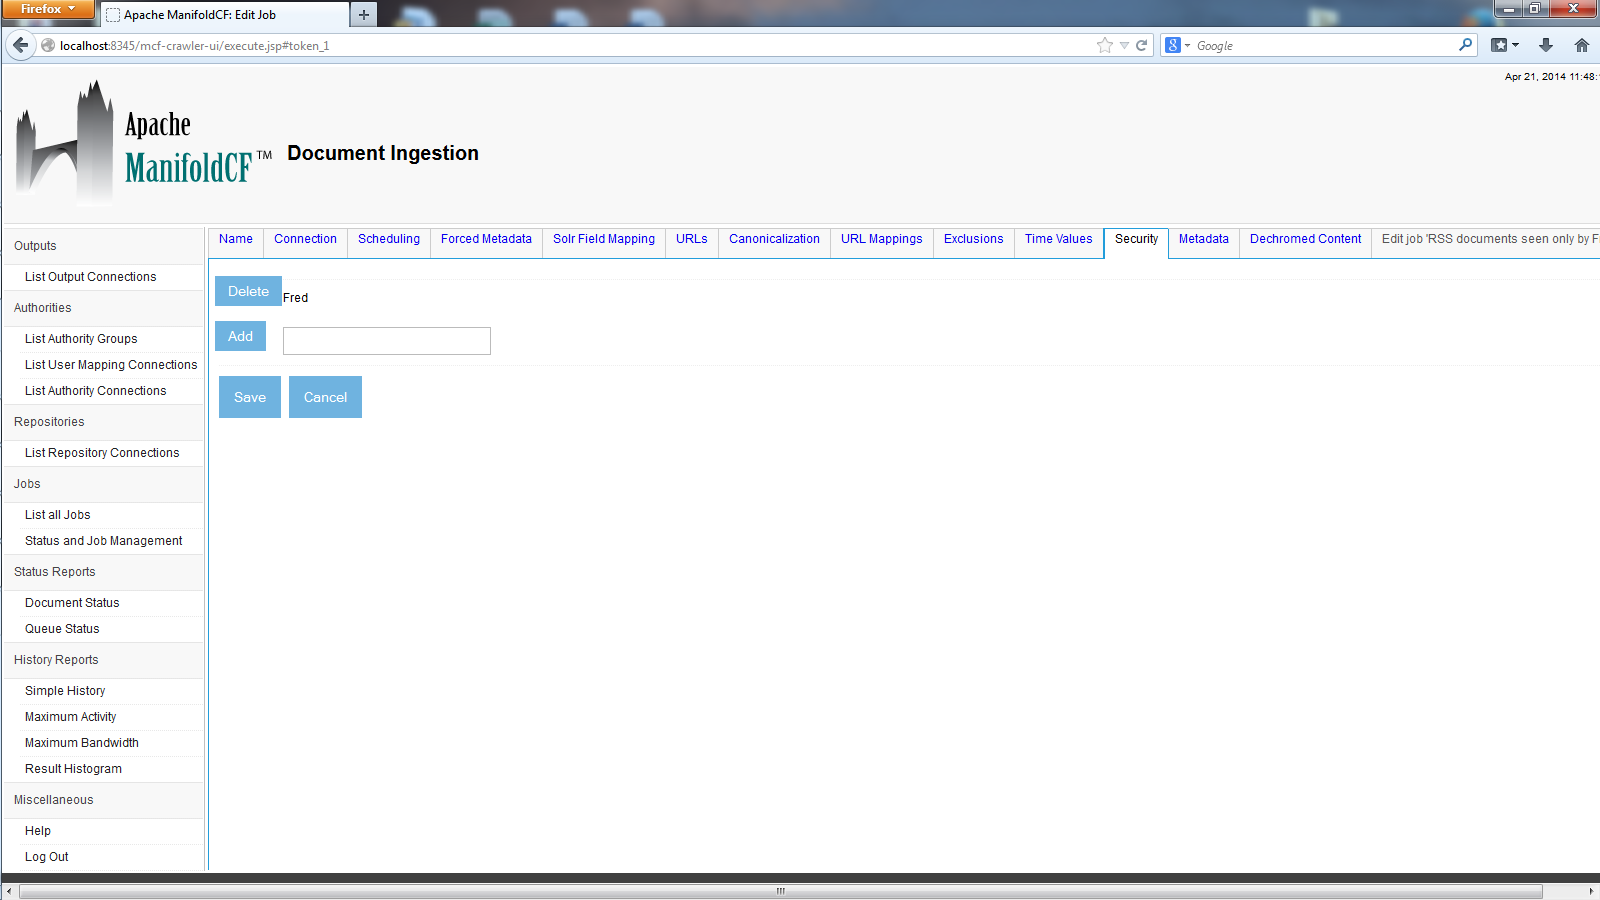 Firefox
Apache ManifoldCF: Edit Job
localhost:8345/mcf-crawler-ui/execute.jsp#token_1
Google
Apr 21, 2014 11:48:
Apache
ManifoldCF™
Document Ingestion
Outputs
List Output Connections
Authorities
List Authority Groups
List User Mapping Connections
List Authority Connections
Repositories
List Repository Connections
Jobs
List all Jobs
Status and Job Management
Status Reports
Document Status
Queue Status
History Reports
Simple History
Maximum Activity
Maximum Bandwidth
Result Histogram
Miscellaneous
Help
Log Out
Name Connection Scheduling Forced Metadata Solr Field Mapping URLs Canonicalization URL Mappings Exclusions Time Values Security Metadata Dechromed Content Edit job 'RSS documents seen only by F
Delete Fred
Add
Save Cancel